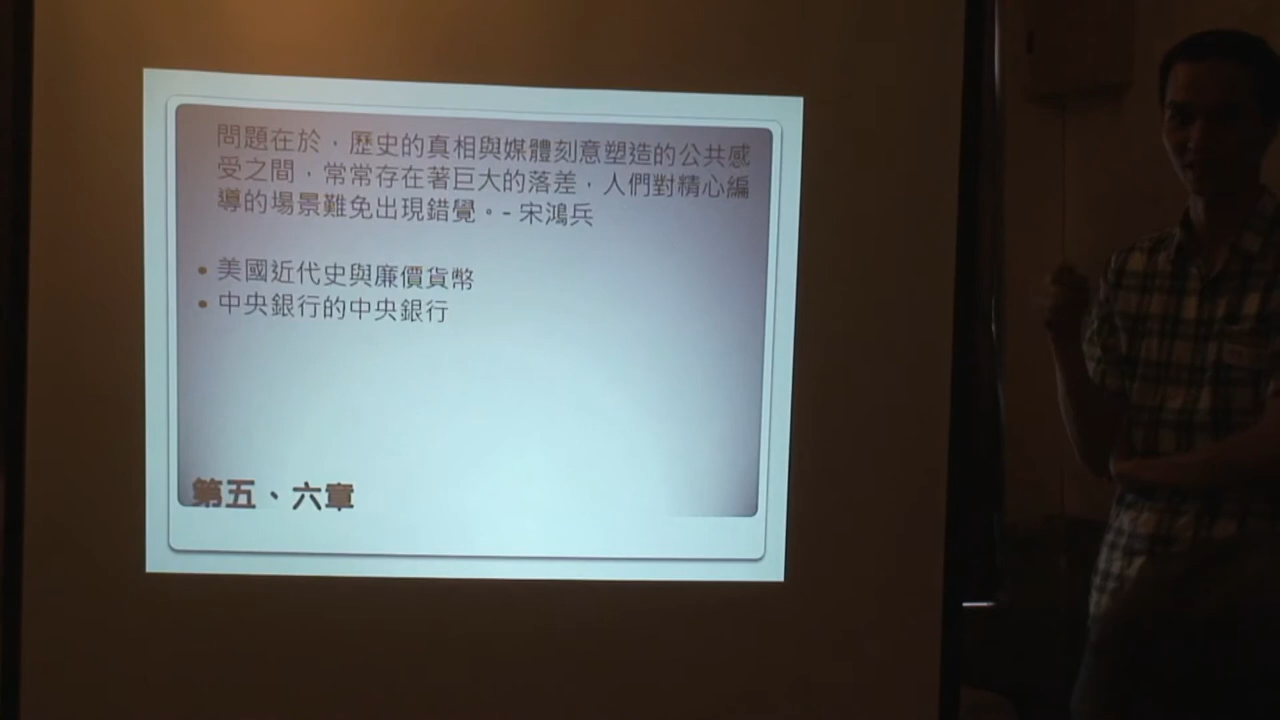 問題在於，歷史的真相與媒體刻意塑造的公共感
受之間，常常存在著巨大的落差，人們對精心編
導的場景難免出現錯覺。- 宋鴻兵
• 美國近代史與廉價貨幣
• 中央銀行的中央銀行
第五、六章